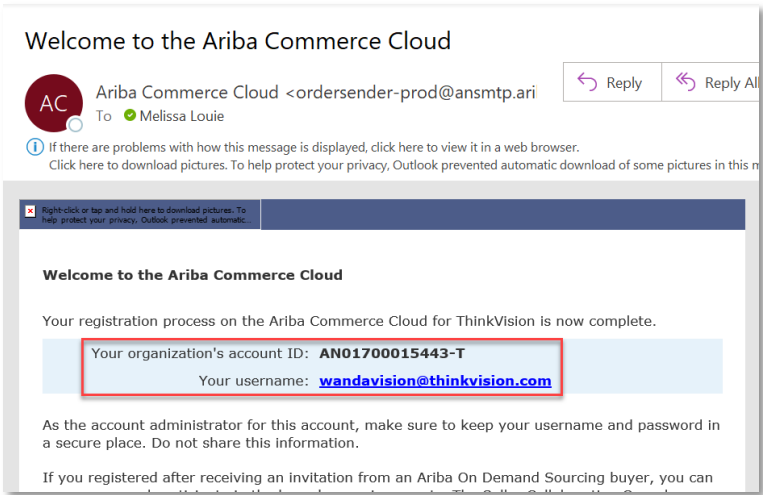 Welcome to the Ariba Commerce Cloud
AC
Ariba Commerce Cloud <ordersender-prod@ansmtp.ari
Reply
Reply All
To Melissa Louie
If there are problems with how this message is displayed, click here to view it in a web browser.
Click here to download pictures. To help protect your privacy, Outlook prevented automatic download of some pictures in this m
Right-click or tap and hold here to download pictures. To
help protect your privacy, Outlook prevented automatic...
Welcome to the Ariba Commerce Cloud
Your registration process on the Ariba Commerce Cloud for ThinkVision is now complete.
Your organization's account ID: AN01700015443-T
Your username: wandavision@thinkvision.com
As the account administrator for this account, make sure to keep your username and password in
a secure place. Do not share this information.
If you registered after receiving an invitation from an Ariba On Demand Sourcing buyer, you can